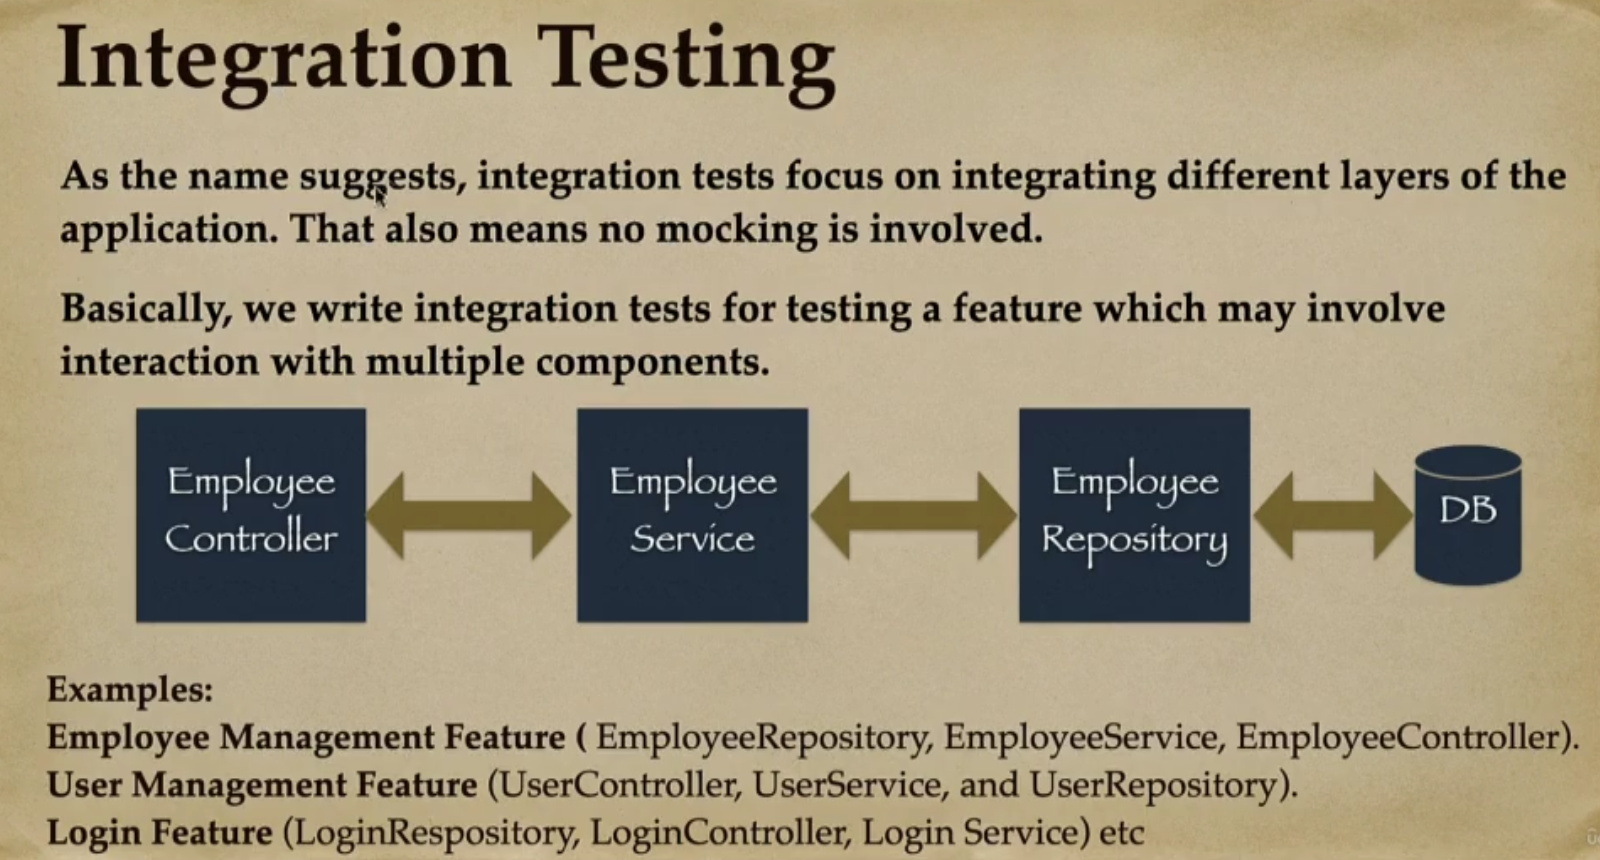 Integration Testing
As the name suggests, integration tests focus on integrating different layers of the
application. That also means no mocking is involved.
Basically, we write integration tests for testing a feature which may involve
interaction with multiple components.
Employee
Controller
Employee
Service
Employee
Repository
DB
Examples:
Employee Management Feature ( EmployeeRepository, EmployeeService, EmployeeController).
User Management Feature (UserController, UserService, and UserRepository).
Login Feature (LoginRespository, LoginController, Login Service) etc